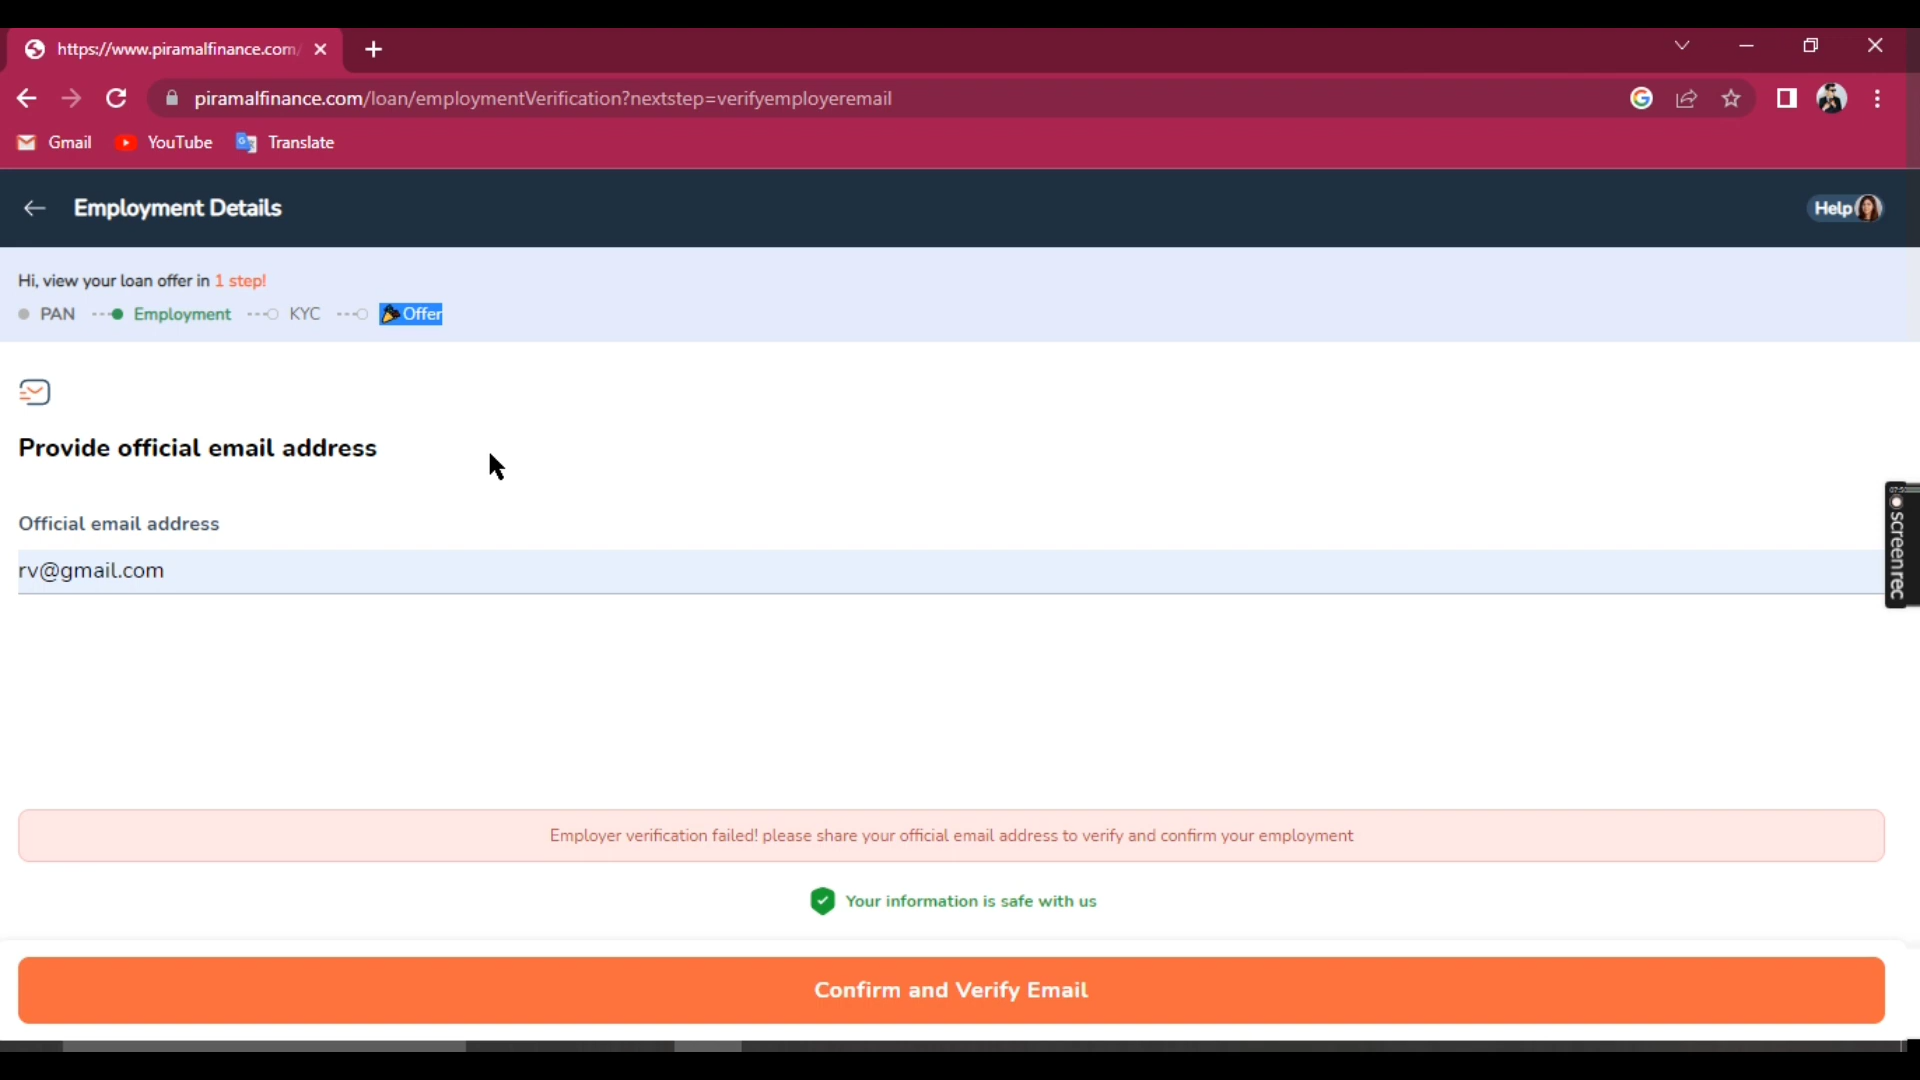 https://www.piramalfinance.com/
piramalfinance.com/loan/employmentVerification?nextstep=verifyemployeremail
Gmail YouTube Translate
Employment Details
Help
Hi, view your loan offer in 1 step!
PAN Employment KYC Offer
Provide official email address
Official email address
rv@gmail.com
screenrec
Employer verification failed! please share your official email address to verify and confirm your employment
Your information is safe with us
Confirm and Verify Email